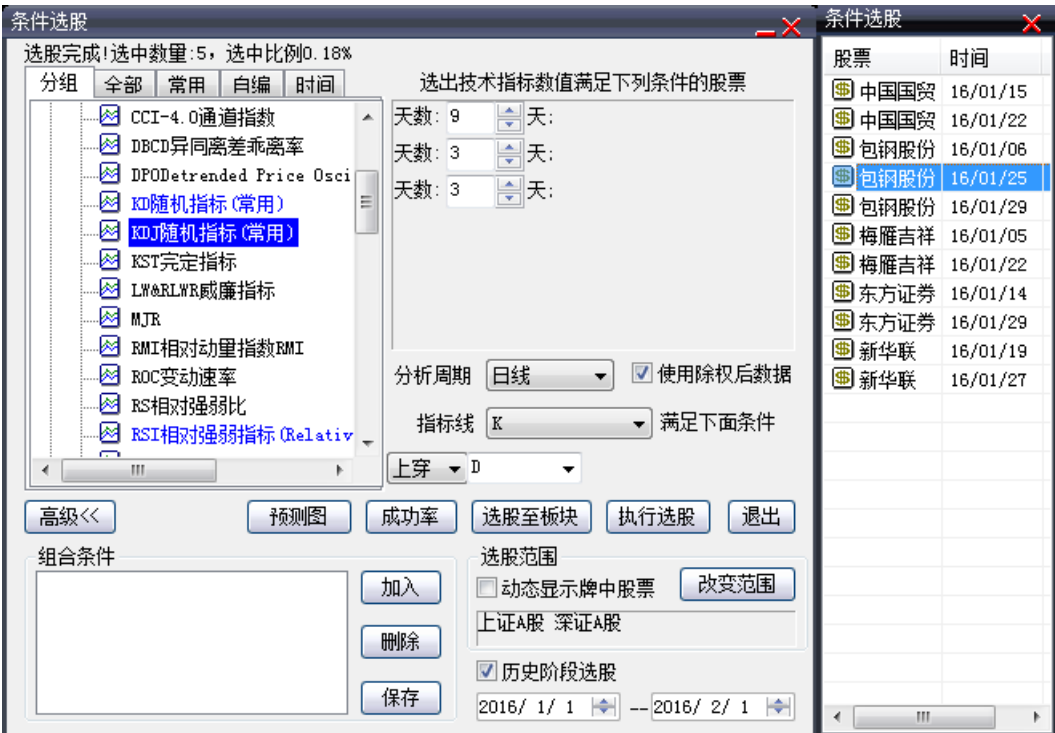 条件选股
选股完成!选中数量:5，选中比例0.18%
分组 全部 常用 自编 时间
CCI-4.0通道指数
DBCD异同离差乖离率
DPODetrended Price Osci
KD随机指标(常用)
KDJ随机指标(常用)
KST完定指标
LW&RLWR威廉指标
MJR
RMI相对动量指数RMI
ROC变动速率
RS相对强弱比
RSI相对强弱指标(Relativ
选出技术指标数值满足下列条件的股票
天数: 9 天;
天数: 3 天;
天数: 3 天;
分析周期 日线 使用除权后数据
指标线 K 满足下面条件
上穿 D
高级<< 预测图 成功率 选股至板块 执行选股 退出
组合条件
加入
删除
保存
选股范围
动态显示牌中股票 改变范围
上证A股 深证A股
历史阶段选股
2016/ 1/ 1 --2016/ 2/ 1
条件选股
股票 时间
中国国贸 16/01/15
中国国贸 16/01/22
包钢股份 16/01/06
包钢股份 16/01/25
包钢股份 16/01/29
梅雁吉祥 16/01/05
梅雁吉祥 16/01/22
东方证券 16/01/14
东方证券 16/01/29
新华联 16/01/19
新华联 16/01/27